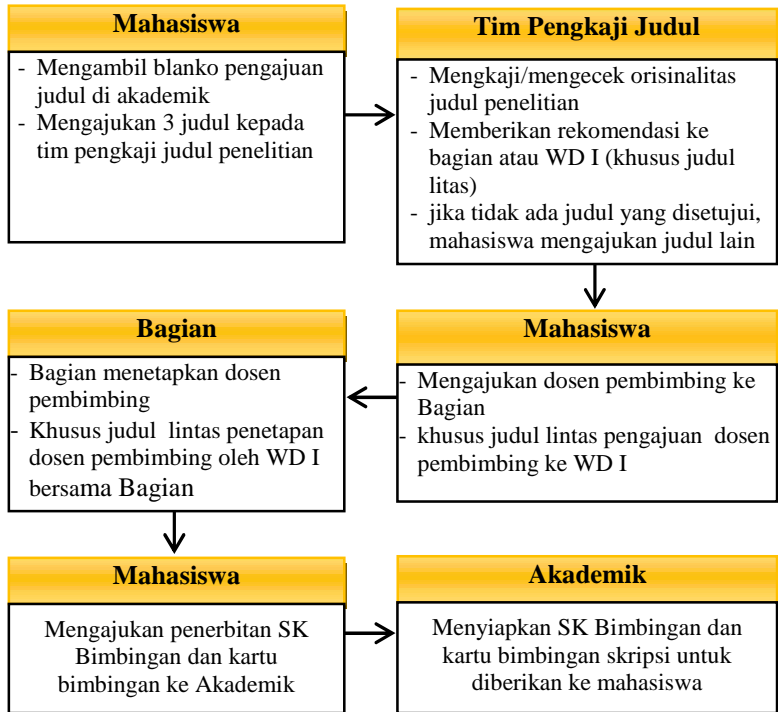 Mahasiswa
- Mengambil blanko pengajuan
judul di akademik
- Mengajukan 3 judul kepada
tim pengkaji judul penelitian
Tim Pengkaji Judul
- Mengkaji/mengecek orisinalitas
judul penelitian
- Memberikan rekomendasi ke
bagian atau WD I (khusus judul
litas)
- jika tidak ada judul yang disetujui,
mahasiswa mengajukan judul lain
Mahasiswa
- Mengajukan dosen pembimbing ke
Bagian
- khusus judul lintas pengajuan dosen
pembimbing ke WD I
Bagian
- Bagian menetapkan dosen
pembimbing
- Khusus judul lintas penetapan
dosen pembimbing oleh WD I
bersama Bagian
Mahasiswa
Mengajukan penerbitan SK
Bimbingan dan kartu
bimbingan ke Akademik
Akademik
Menyiapkan SK Bimbingan dan
kartu bimbingan skripsi untuk
diberikan ke mahasiswa